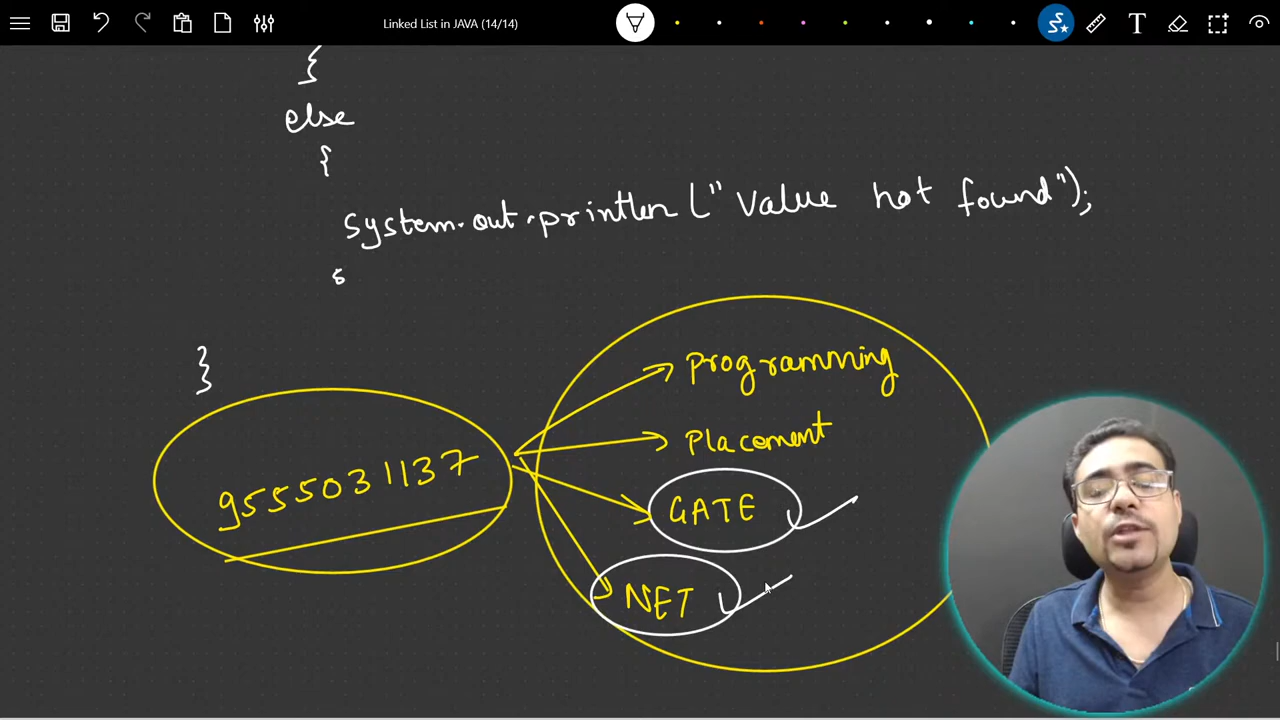 Linked List in JAVA (14/14)
T
}
else
{
system.out.println("Value not found");
}
9555031137
Programming
Placement
GATE
NET